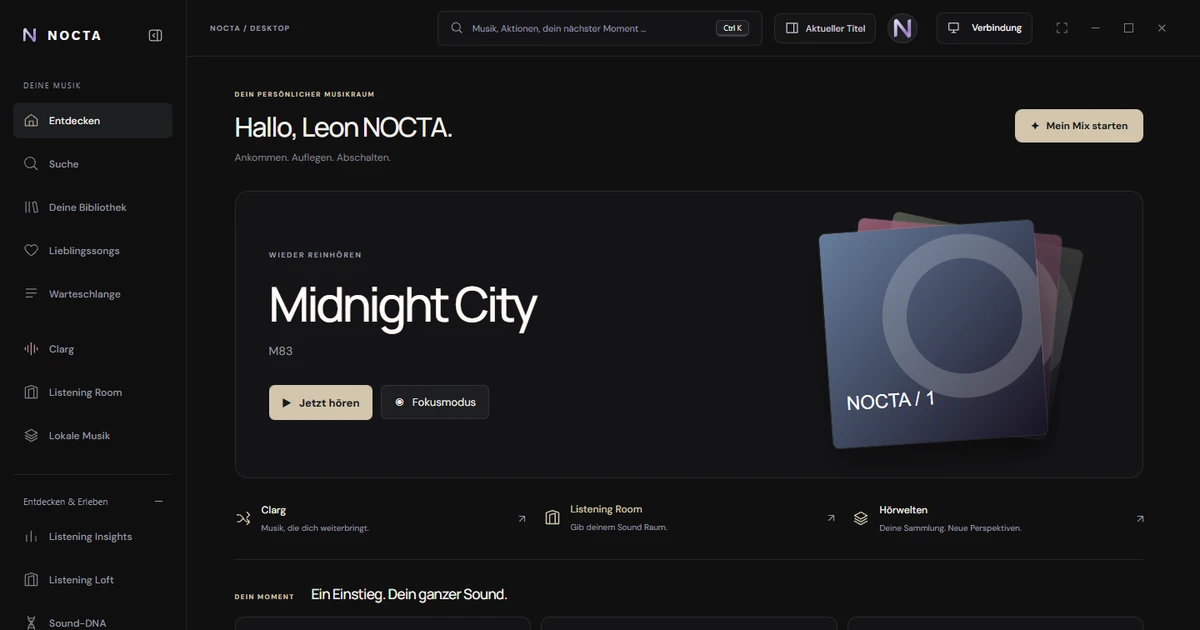 NOCTA
NOCTA / DESKTOP
Musik, Aktionen, dein nächster Moment ...
Ctrl K
Aktueller Titel
N
Verbindung
DEINE MUSIK
Entdecken
Suche
Deine Bibliothek
Lieblingssongs
Warteschlange
Clarg
Listening Room
Lokale Musik
Entdecken & Erleben
Listening Insights
Listening Loft
Sound-DNA
DEIN PERSÖNLICHER MUSIKRAUM
Hallo, Leon NOCTA.
Ankommen. Auflegen. Abschalten.
Mein Mix starten
WIEDER REINHÖREN
Midnight City
M83
Jetzt hören
Fokusmodus
NOCTA / 1
Clarg
Musik, die dich weiterbringt.
Listening Room
Gib deinem Sound Raum.
Hörwelten
Deine Sammlung. Neue Perspektiven.
DEIN MOMENT
Ein Einstieg. Dein ganzer Sound.